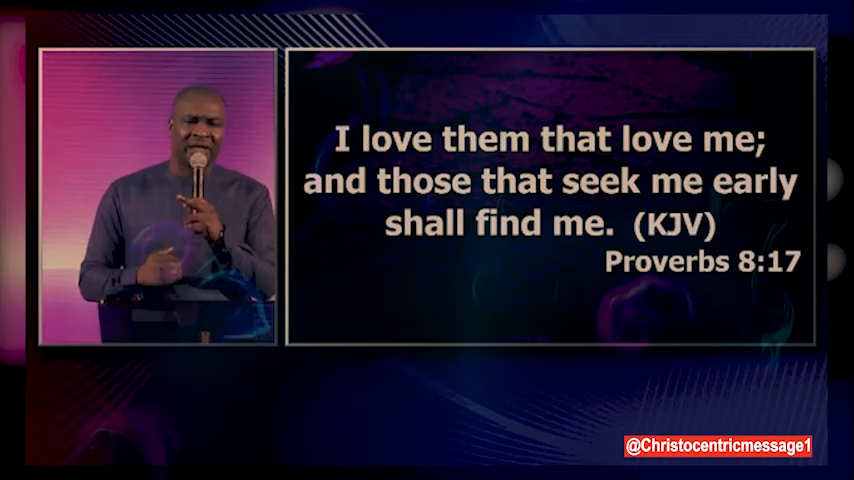 I love them that love me;
and those that seek me early
shall find me. (KJV)
Proverbs 8:17
@Christocentricmessage1